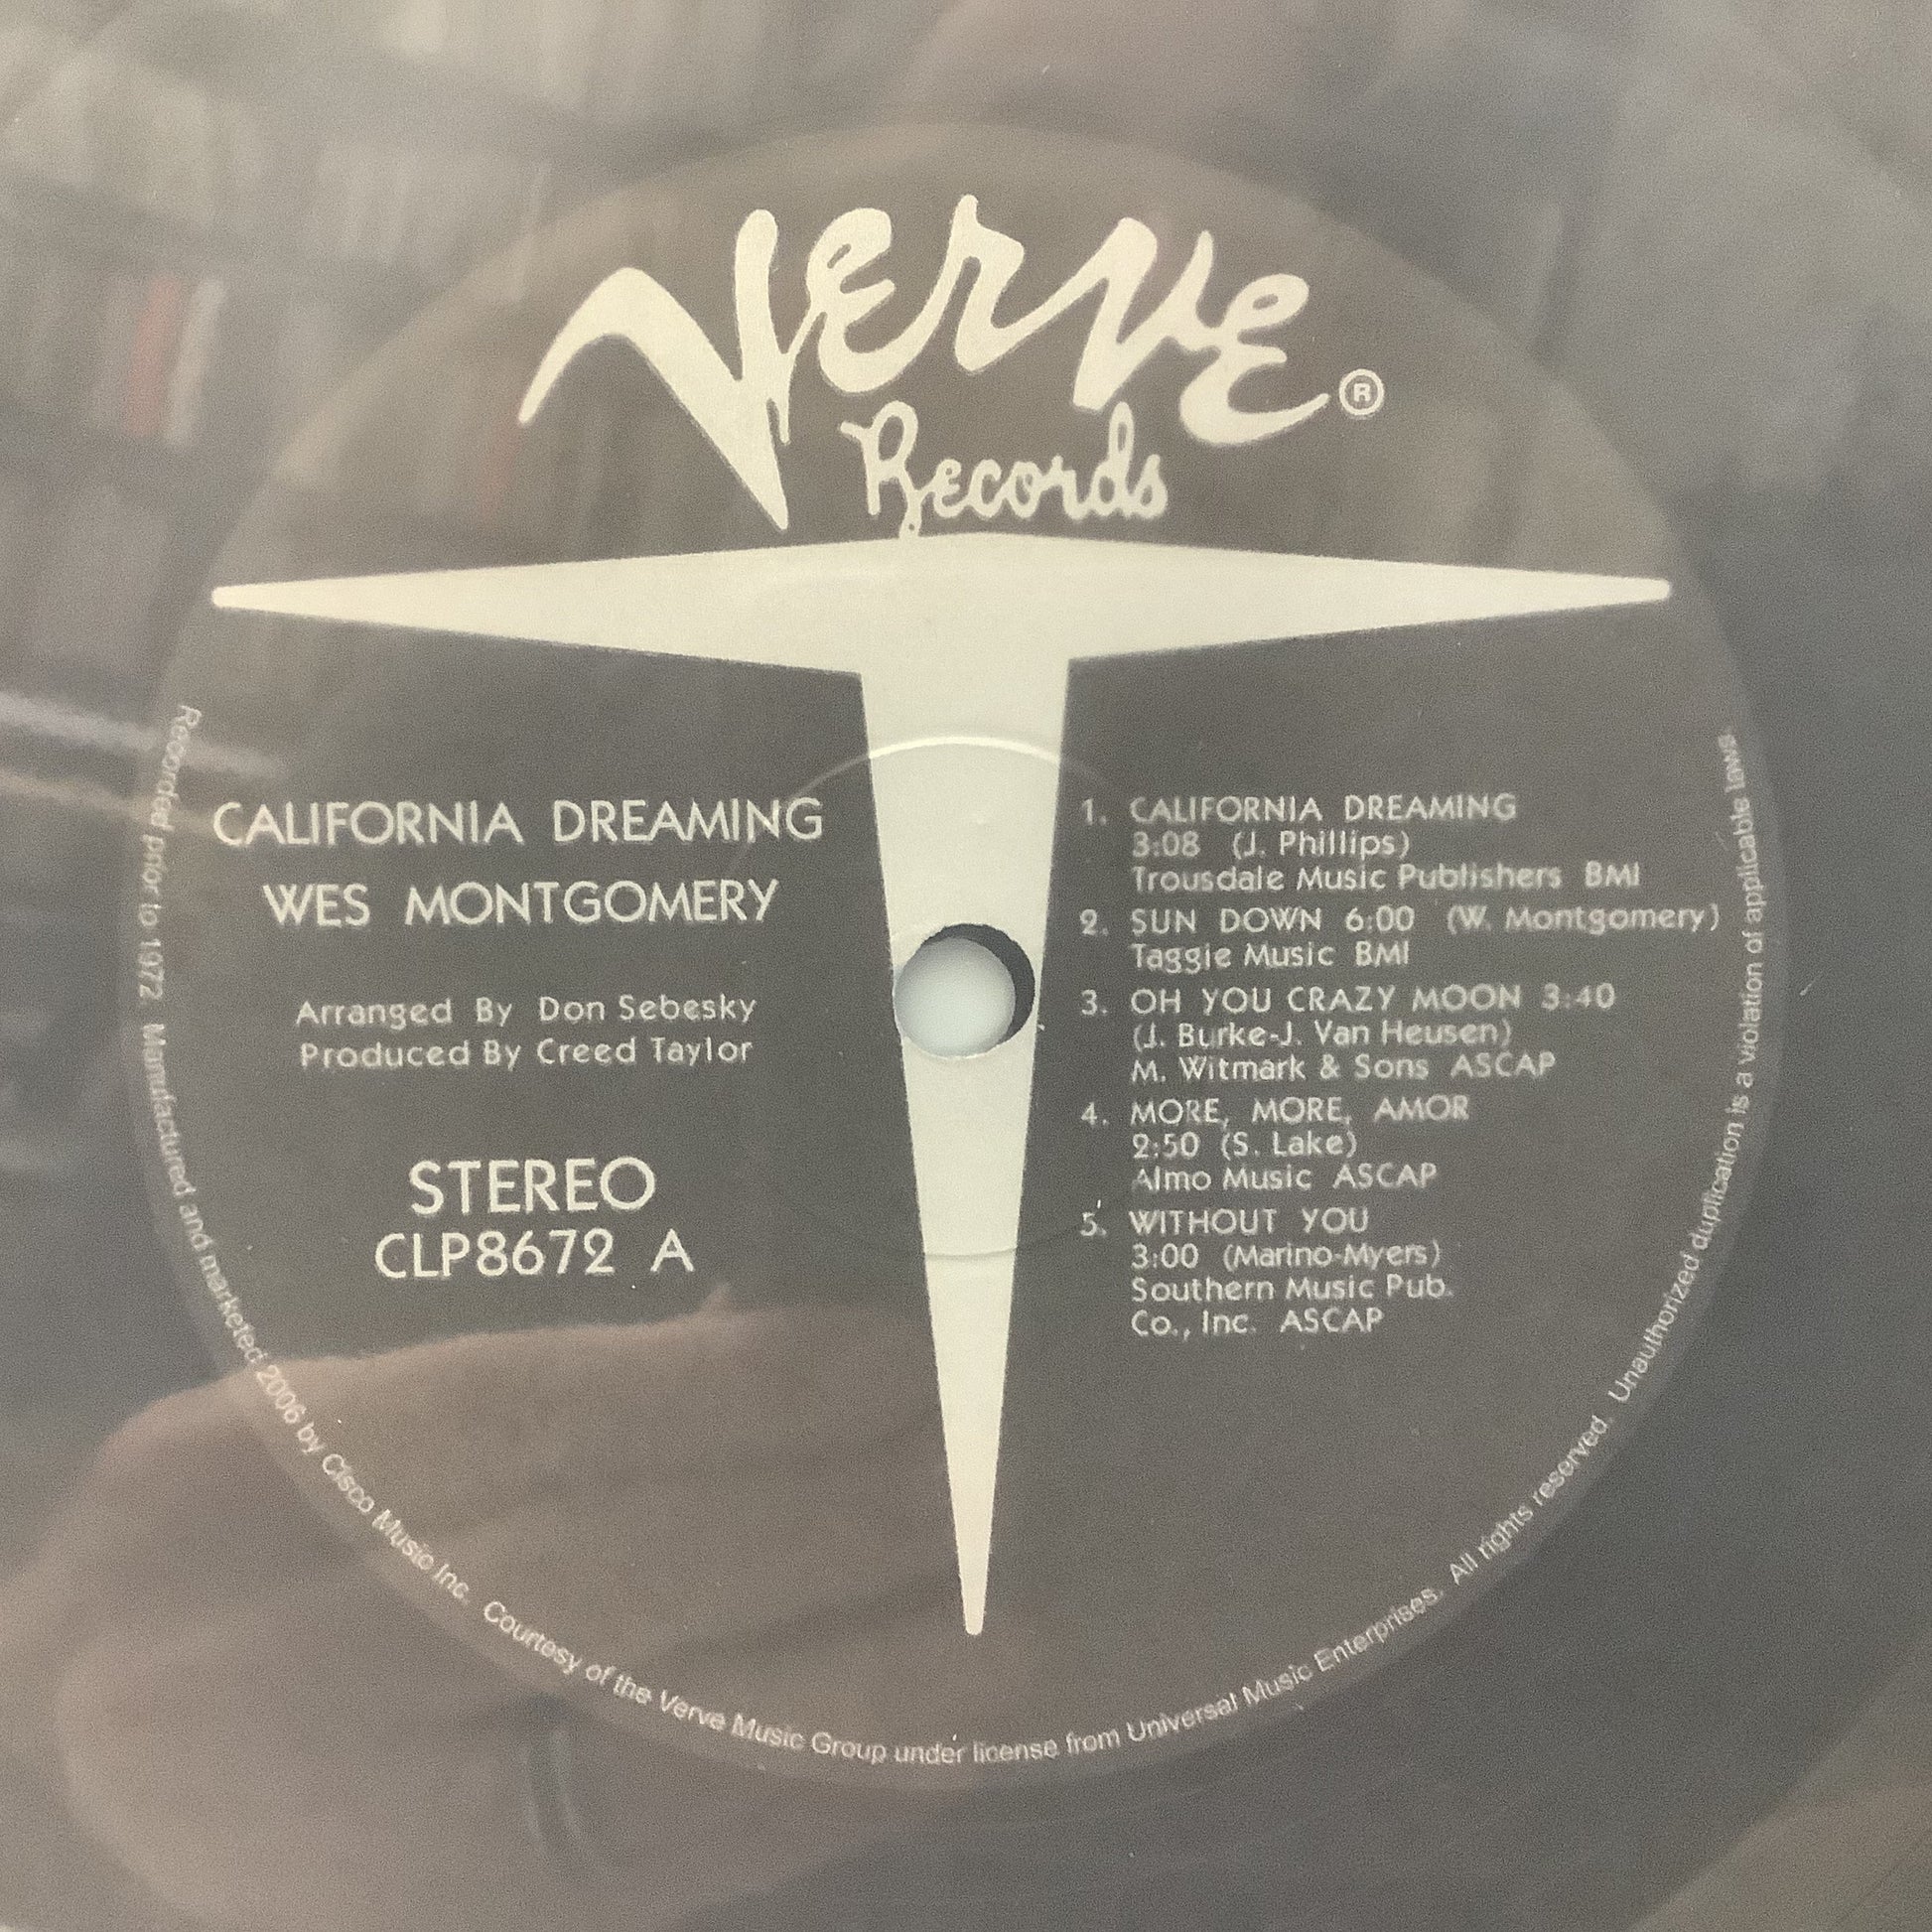 Verve ®
Records
CALIFORNIA DREAMING
WES MONTGOMERY
Arranged By Don Sebesky
Produced By Creed Taylor
STEREO
CLP8672 A
1. CALIFORNIA DREAMING
3:08 (J. Phillips)
Trousdale Music Publishers BMI
2. SUN DOWN 6:00 (W. Montgomery)
Taggie Music BMI
3. OH YOU CRAZY MOON 3:40
(J. Burke-J. Van Heusen)
M. Witmark & Sons ASCAP
4. MORE, MORE, AMOR
2:50 (S. Lake)
Almo Music ASCAP
5. WITHOUT YOU
3:00 (Marino-Myers)
Southern Music Pub.
Co., Inc. ASCAP
Recorded prior to 1972. Manufactured and marketed 2006 by Cisco Music Inc. Courtesy of the Verve Music Group under license from Universal Music Enterprises. All rights reserved. Unauthorized duplication is a violation of applicable laws.